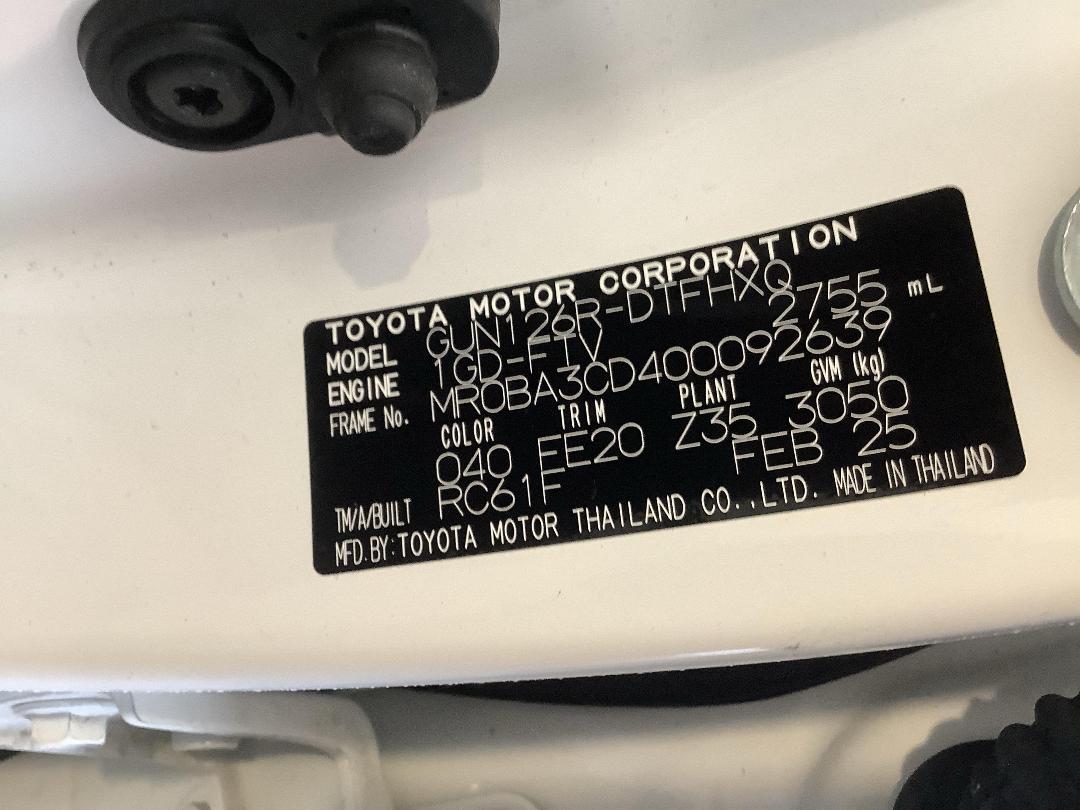 TOYOTA MOTOR CORPORATION
MODEL GUN126R-DTFHXQ
ENGINE 1GD-FTV 2755 mL
FRAME No. MR0BA3CD400092639
COLOR TRIM PLANT GVM (kg)
040 EE20 Z35 3050
TM/A/BUILT RC61F FEB 25
MFD.BY:TOYOTA MOTOR THAILAND CO.,LTD. MADE IN THAILAND